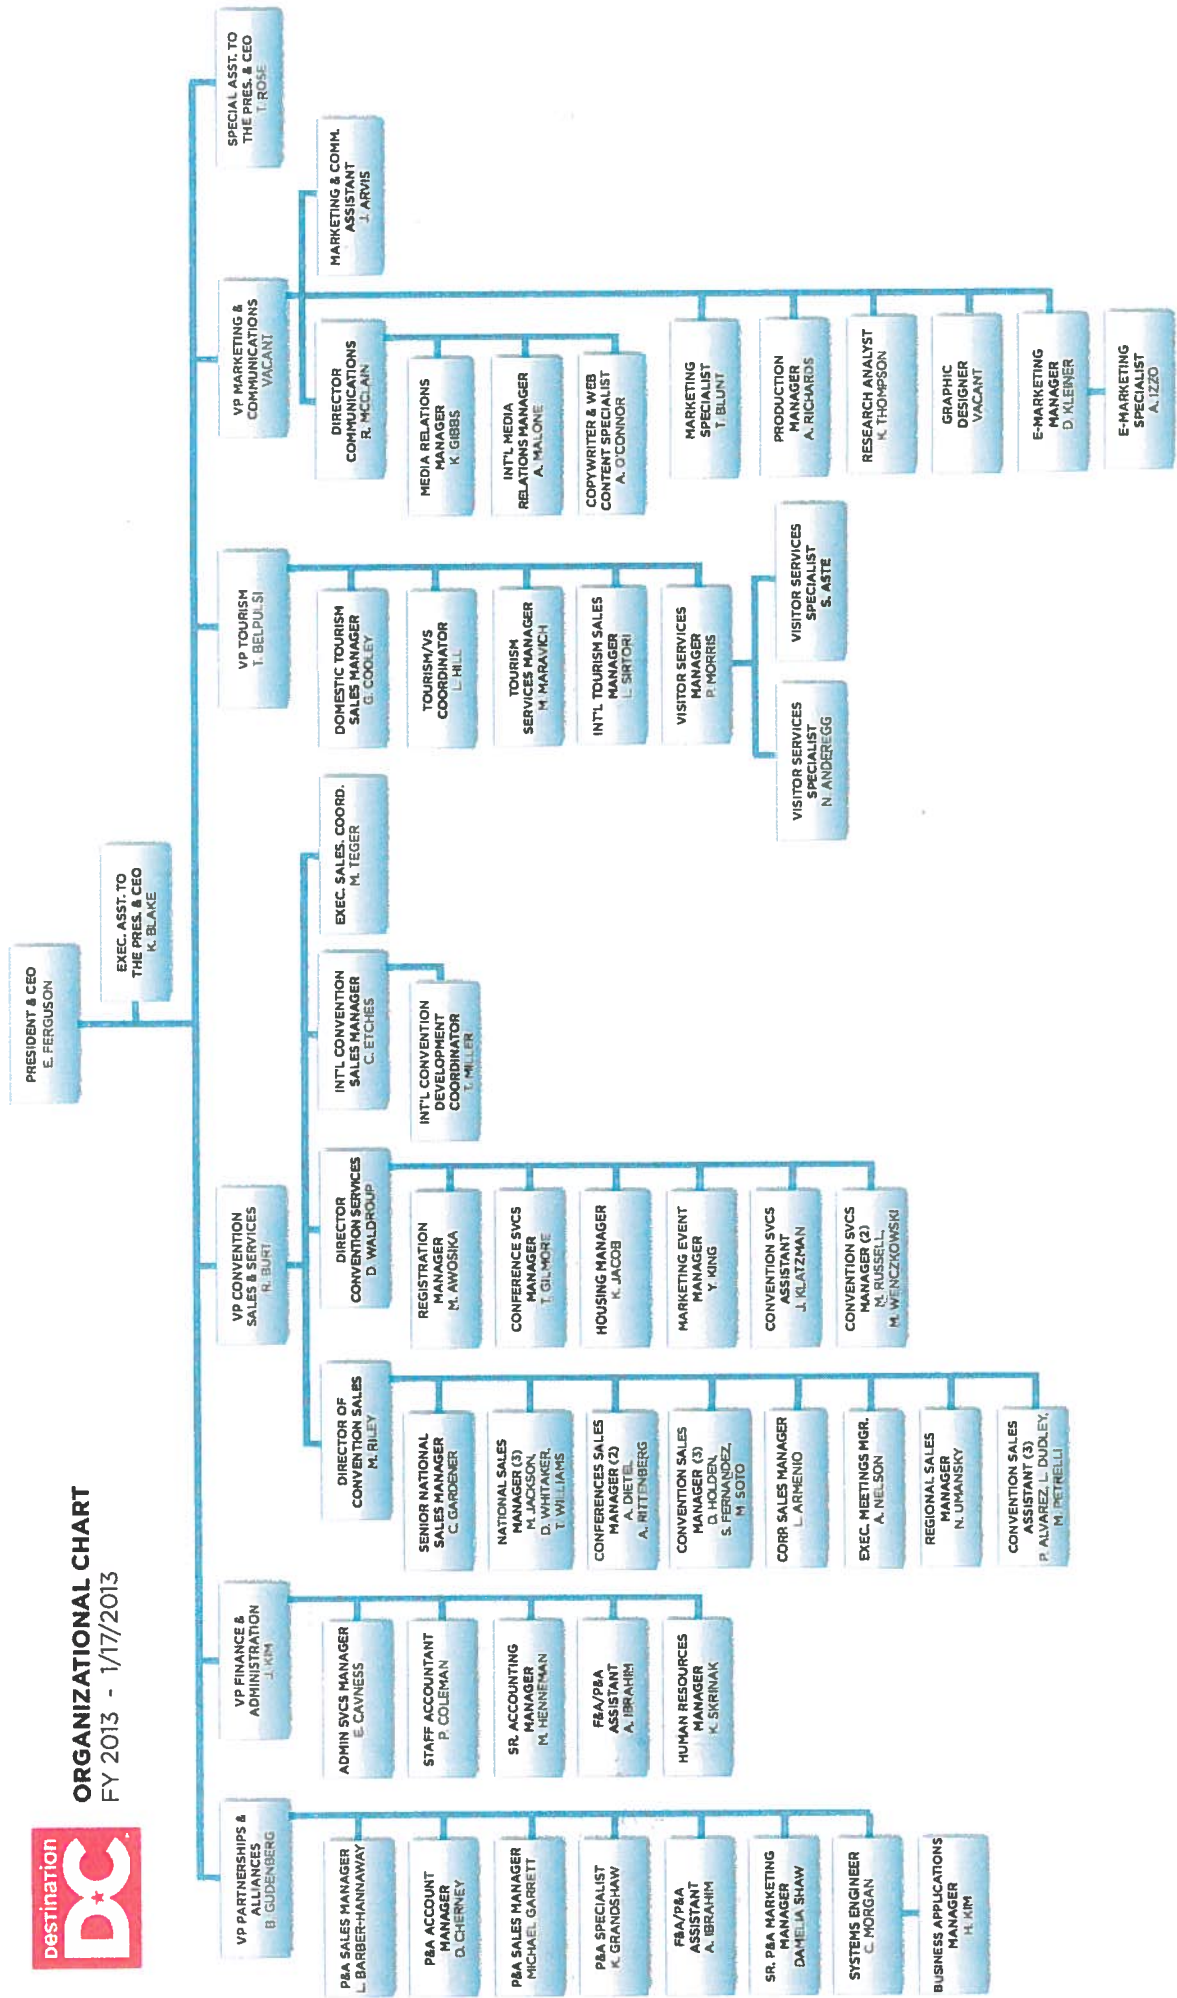 Destination
DC
ORGANIZATIONAL CHART
FY 2013 - 1/17/2013
PRESIDENT & CEO
E. FERGUSON
EXEC. ASST. TO
THE PRES. & CEO
K. BLAKE
VP PARTNERSHIPS &
ALLIANCES
B. GUDENBERG
P&A SALES MANAGER
L. BARBER-HANNAWAY
P&A ACCOUNT
MANAGER
D. CHERNEY
P&A SALES MANAGER
MICHAEL GARRETT
P&A SPECIALIST
K. GRANDSHAW
F&A/P&A
ASSISTANT
A. IBRAHIM
SR. P&A MARKETING
MANAGER
DAMELIA SHAW
SYSTEMS ENGINEER
C. MORGAN
BUSINESS APPLICATIONS
MANAGER
H. KIM
VP FINANCE &
ADMINISTRATION
J. KIM
ADMIN SVCS MANAGER
E. CAVNESS
STAFF ACCOUNTANT
P. COLEMAN
SR. ACCOUNTING
MANAGER
M. HENNEMAN
F&A/P&A
ASSISTANT
A. IBRAHIM
HUMAN RESOURCES
MANAGER
K. SKRINAK
VP CONVENTION
SALES & SERVICES
R. BURT
DIRECTOR OF
CONVENTION SALES
M. RILEY
SENIOR NATIONAL
SALES MANAGER
C. GARDENER
NATIONAL SALES
MANAGER (3)
M. JACKSON,
D. WHITAKER,
T. WILLIAMS
CONFERENCES SALES
MANAGER (2)
A. DIETEL
A. RITTENBERG
CONVENTION SALES
MANAGER (3)
D. HOLDEN,
S. FERNANDEZ,
M. SOTO
CORP. SALES MANAGER
L. ARMENIO
EXEC. MEETINGS MGR.
A. NELSON
REGIONAL SALES
MANAGER
N. UMANSKY
CONVENTION SALES
ASSISTANT (3)
P. ALVAREZ, L. DUDLEY,
M. PETRELLI
DIRECTOR
CONVENTION SERVICES
D. WALDROUP
REGISTRATION
MANAGER
M. AWOSIKA
CONFERENCE SVCS
MANAGER
T. GILMORE
HOUSING MANAGER
K. JACOB
MARKETING EVENT
MANAGER
Y. KING
CONVENTION SVCS
ASSISTANT
J. KLATZMAN
CONVENTION SVCS
MANAGER (2)
M. RUSSELL,
M. WENCZKOWSKI
INT'L CONVENTION
SALES MANAGER
C. ETCHES
INT'L CONVENTION
DEVELOPMENT
COORDINATOR
T. MILLER
EXEC. SALES. COORD.
M. TEGER
VP TOURISM
T. BELPULSI
DOMESTIC TOURISM
SALES MANAGER
G. COOLEY
TOURISM/VS
COORDINATOR
L. HILL
TOURISM
SERVICES MANAGER
M. MARAVICH
INT'L TOURISM SALES
MANAGER
L. SIRTORI
VISITOR SERVICES
MANAGER
P. MORRIS
VISITOR SERVICES
SPECIALIST
N. ANDEREGG
VISITOR SERVICES
SPECIALIST
S. ASTE
VP MARKETING &
COMMUNICATIONS
VACANT
DIRECTOR
COMMUNICATIONS
R. MCCLAIN
MEDIA RELATIONS
MANAGER
K. GIBBS
INT'L MEDIA
RELATIONS MANAGER
A. MALONE
COPYWRITER & WEB
CONTENT SPECIALIST
A. O'CONNOR
MARKETING & COMM.
ASSISTANT
J. ARVIS
MARKETING
SPECIALIST
T. BLUNT
PRODUCTION
MANAGER
A. RICHARDS
RESEARCH ANALYST
K. THOMPSON
GRAPHIC
DESIGNER
VACANT
E-MARKETING
MANAGER
D. KLEINER
E-MARKETING
SPECIALIST
A. IZZO
SPECIAL ASST. TO
THE PRES. & CEO
T. ROSE